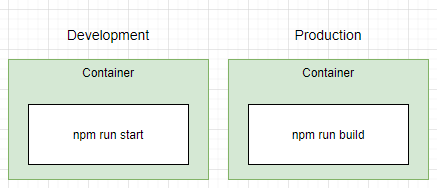 Development
Production
Container
Container
npm run start
npm run build